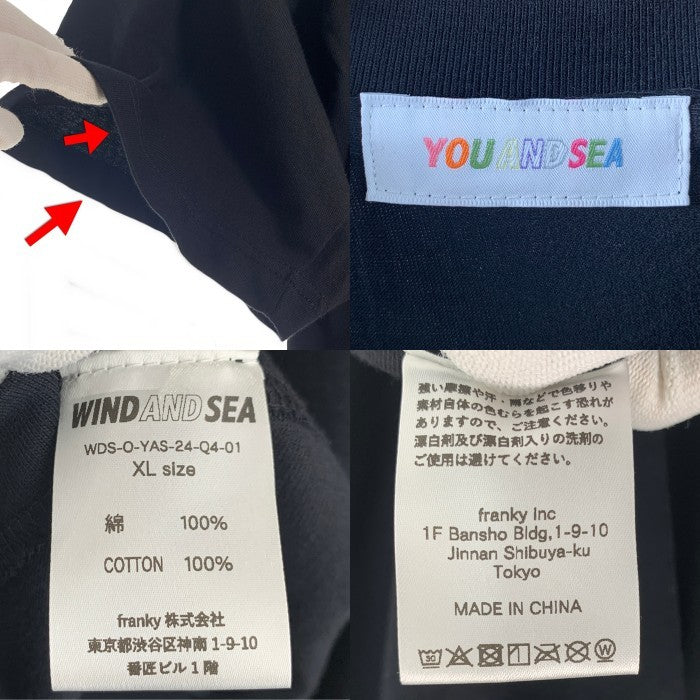 YOU AND SEA
WIND AND SEA
WDS-O-YAS-24-Q4-01
XL size
綿 100%
COTTON 100%
franky 株式会社
東京都渋谷区神南 1-9-10
番匠ビル 1 階
強い摩擦や汗・雨などで色移りや
素材自体の色むらを起こす恐れが
ありますので、ご注意ください。
漂白剤及び漂白剤入りの洗剤の
ご使用は避けてください。
franky Inc
1F Bansho Bldg,1-9-10
Jinnan Shibuya-ku
Tokyo
MADE IN CHINA